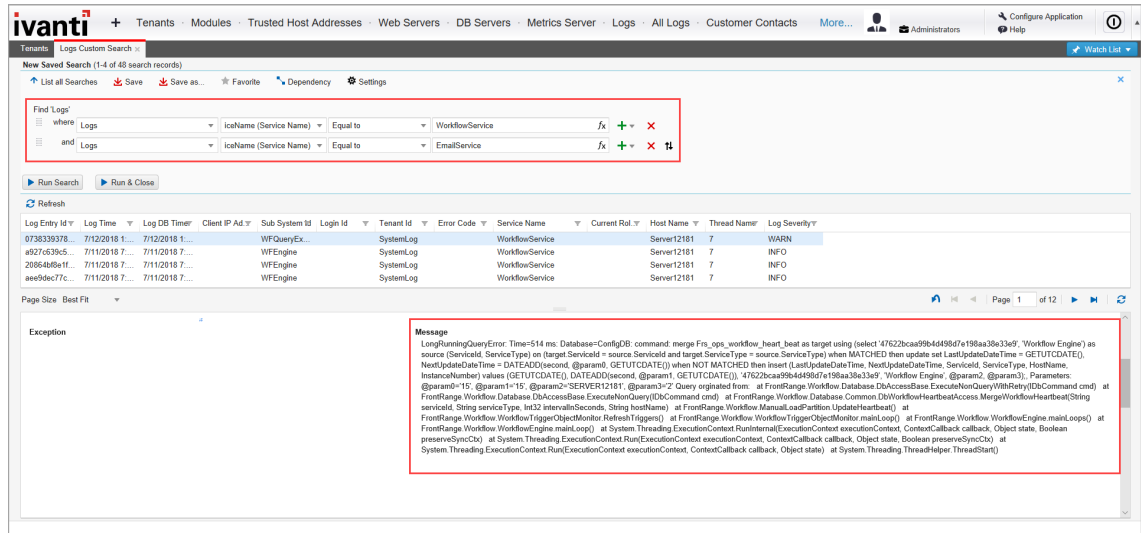 ivanti + Tenants · Modules · Trusted Host Addresses · Web Servers · DB Servers · Metrics Server · Logs · All Logs · Customer Contacts More... Administrators Configure Application
Help
Tenants Logs Custom Search × Watch List
New Saved Search (1-4 of 48 search records)
List all Searches Save Save as... Favorite Dependency Settings ×
Find 'Logs'
where Logs iceName (Service Name) Equal to WorkflowService fx
and Logs iceName (Service Name) Equal to EmailService fx
Run Search Run & Close
Refresh
Log Entry Id Log Time Log DB Timer Client IP Ad. Sub System Id Login Id Tenant Id Error Code Service Name Current Rol.. Host Name Thread Name Log Severity
0738339378... 7/12/2018 1:... 7/12/2018 1:... WFQueryEx... SystemLog WorkflowService Server12181 7 WARN
a927c639c5... 7/11/2018 7:... 7/11/2018 7:... WFEngine SystemLog WorkflowService Server12181 7 INFO
20864bf8e1f... 7/11/2018 7:... 7/11/2018 7:... WFEngine SystemLog WorkflowService Server12181 7 INFO
aee9dec77c... 7/11/2018 7:... 7/11/2018 7:... WFEngine SystemLog WorkflowService Server12181 7 INFO
Page Size Best Fit Page 1 of 12
Exception Message
LongRunningQueryError: Time=514 ms: Database=ConfigDB: command: merge Frs_ops_workflow_heart_beat as target using (select '47622bcaa99b4d498d7e198aa38e33e9', 'Workflow Engine') as
source (ServiceId, ServiceType) on (target.ServiceId = source.ServiceId and target.ServiceType = source.ServiceType) when MATCHED then update set LastUpdateDateTime = GETUTCDATE(),
NextUpdateDateTime = DATEADD(second, @param0, GETUTCDATE()) when NOT MATCHED then insert (LastUpdateDateTime, NextUpdateDateTime, ServiceId, ServiceType, HostName,
InstanceNumber) values (GETUTCDATE(), DATEADD(second, @param1, GETUTCDATE()), '47622bcaa99b4d498d7e198aa38e33e9', 'Workflow Engine', @param2, @param3);, Parameters:
@param0='15', @param1='15', @param2='SERVER12181', @param3='2' Query orginated from: at FrontRange.Workflow.Database.DbAccessBase.ExecuteNonQueryWithRetry(IDbCommand cmd) at
FrontRange.Workflow.Database.DbAccessBase.ExecuteNonQuery(IDbCommand cmd) at FrontRange.Workflow.Database.Common.DbWorkflowHeartbeatAccess.MergeWorkflowHeartbeat(String
serviceId, String serviceType, Int32 intervalInSeconds, String hostName) at FrontRange.Workflow.ManualLoadPartition.UpdateHeartbeat() at
FrontRange.Workflow.WorkflowTriggerObjectMonitor.RefreshTriggers() at FrontRange.Workflow.WorkflowTriggerObjectMonitor.mainLoop() at FrontRange.Workflow.WorkflowEngine.mainLoops() at
FrontRange.Workflow.WorkflowEngine.mainLoop() at System.Threading.ExecutionContext.RunInternal(ExecutionContext executionContext, ContextCallback callback, Object state, Boolean
preserveSyncCtx) at System.Threading.ExecutionContext.Run(ExecutionContext executionContext, ContextCallback callback, Object state, Boolean preserveSyncCtx) at
System.Threading.ExecutionContext.Run(ExecutionContext executionContext, ContextCallback callback, Object state) at System.Threading.ThreadHelper.ThreadStart()